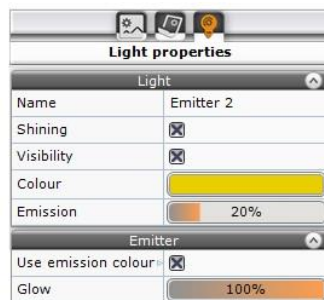 Light properties
Light
Name Emitter 2
Shining
Visibility
Colour
Emission 20%
Emitter
Use emission colour
Glow 100%